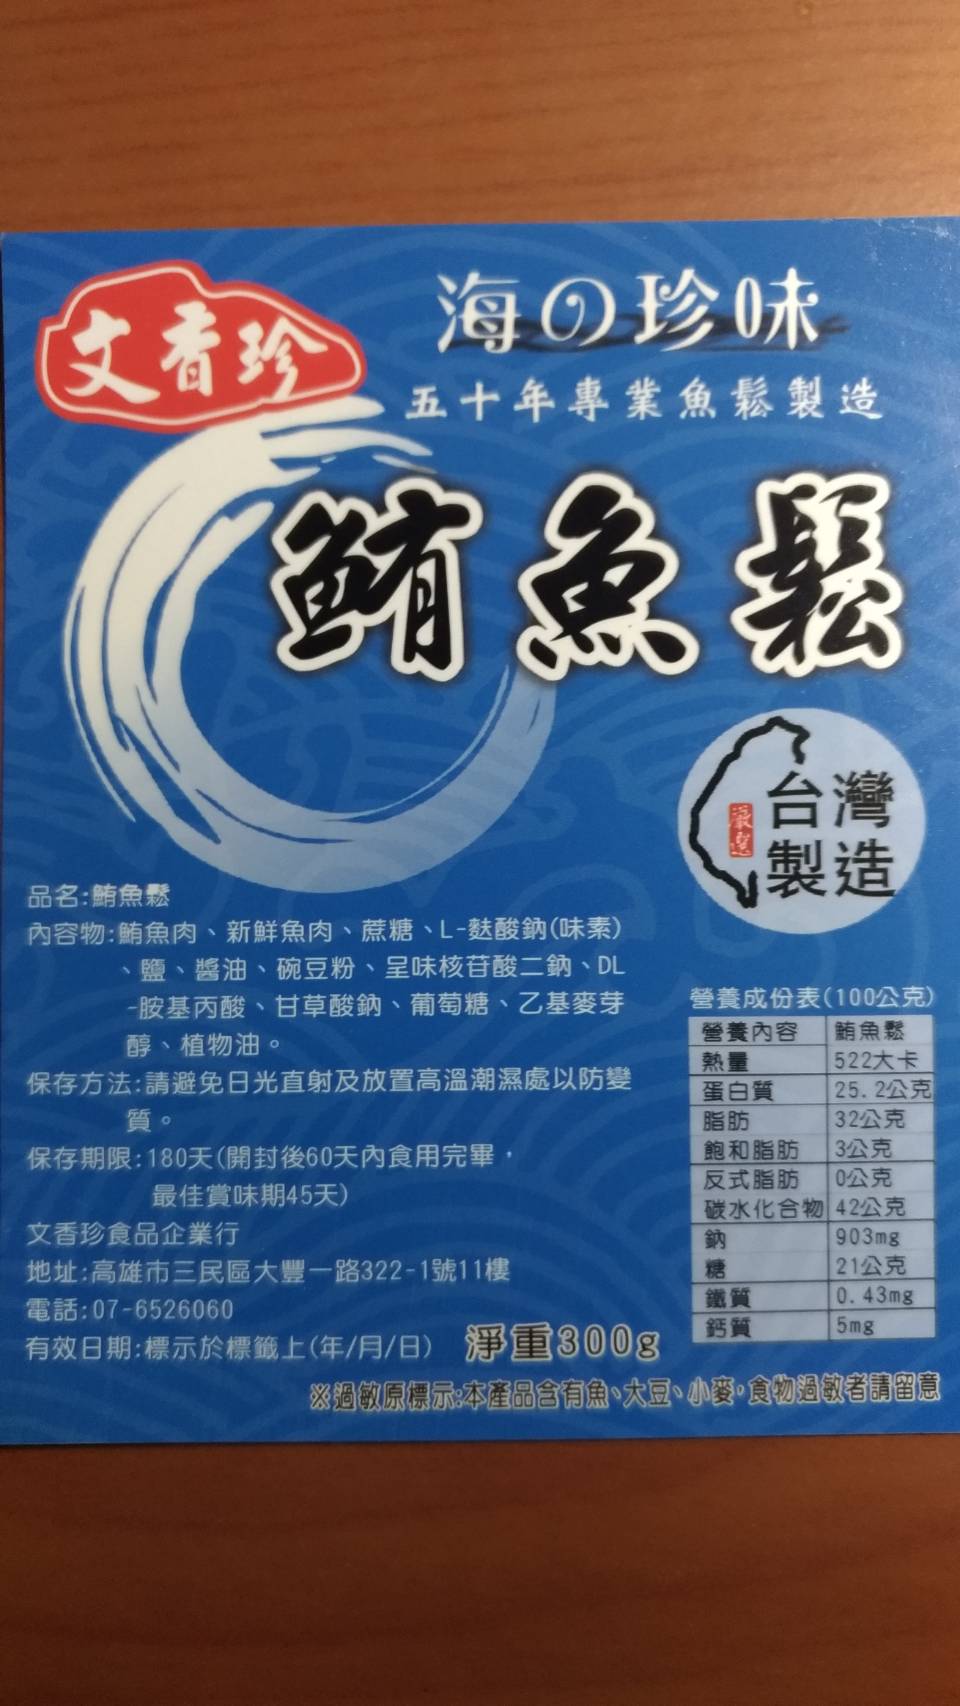 文香珍
海の珍味
五十年專業魚鬆製造
鮪魚鬆
台灣
製造
嚴選
品名:鮪魚鬆
內容物:鮪魚肉、新鮮魚肉、蔗糖、L-麩酸鈉(味素)
、鹽、醬油、碗豆粉、呈味核苷酸二鈉、DL
-胺基丙酸、甘草酸鈉、葡萄糖、乙基麥芽
醇、植物油。
保存方法:請避免日光直射及放置高溫潮濕處以防變
質。
保存期限:180天(開封後60天內食用完畢，
最佳賞味期45天)
文香珍食品企業行
地址:高雄市三民區大豐一路322-1號11樓
電話:07-6526060
有效日期:標示於標籤上(年/月/日)
淨重300g
營養成份表(100公克)
營養內容 鮪魚鬆
熱量 522大卡
蛋白質 25.2公克
脂肪 32公克
飽和脂肪 3公克
反式脂肪 0公克
碳水化合物 42公克
鈉 903mg
糖 21公克
鐵質 0.43mg
鈣質 5mg
※過敏原標示:本產品含有魚、大豆、小麥，食物過敏者請留意